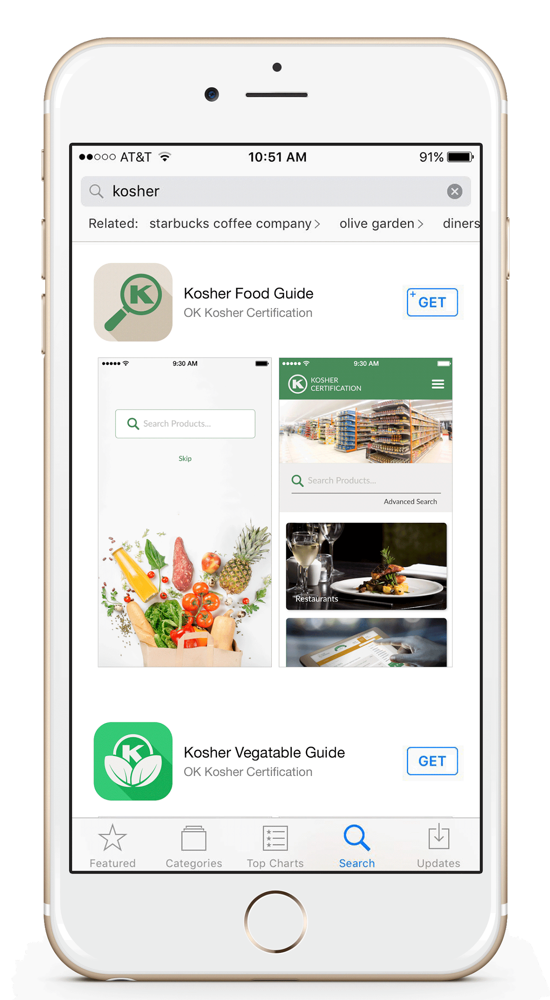 AT&T 10:51 AM 91%
kosher
Related: starbucks coffee company > olive garden > diners
K
Kosher Food Guide
OK Kosher Certification
+ GET
9:30 AM
Search Products...
Skip
9:30 AM
K KOSHER
CERTIFICATION
Search Products...
Advanced Search
Restaurants
K
Kosher Vegatable Guide
OK Kosher Certification
GET
Featured Categories Top Charts Search Updates